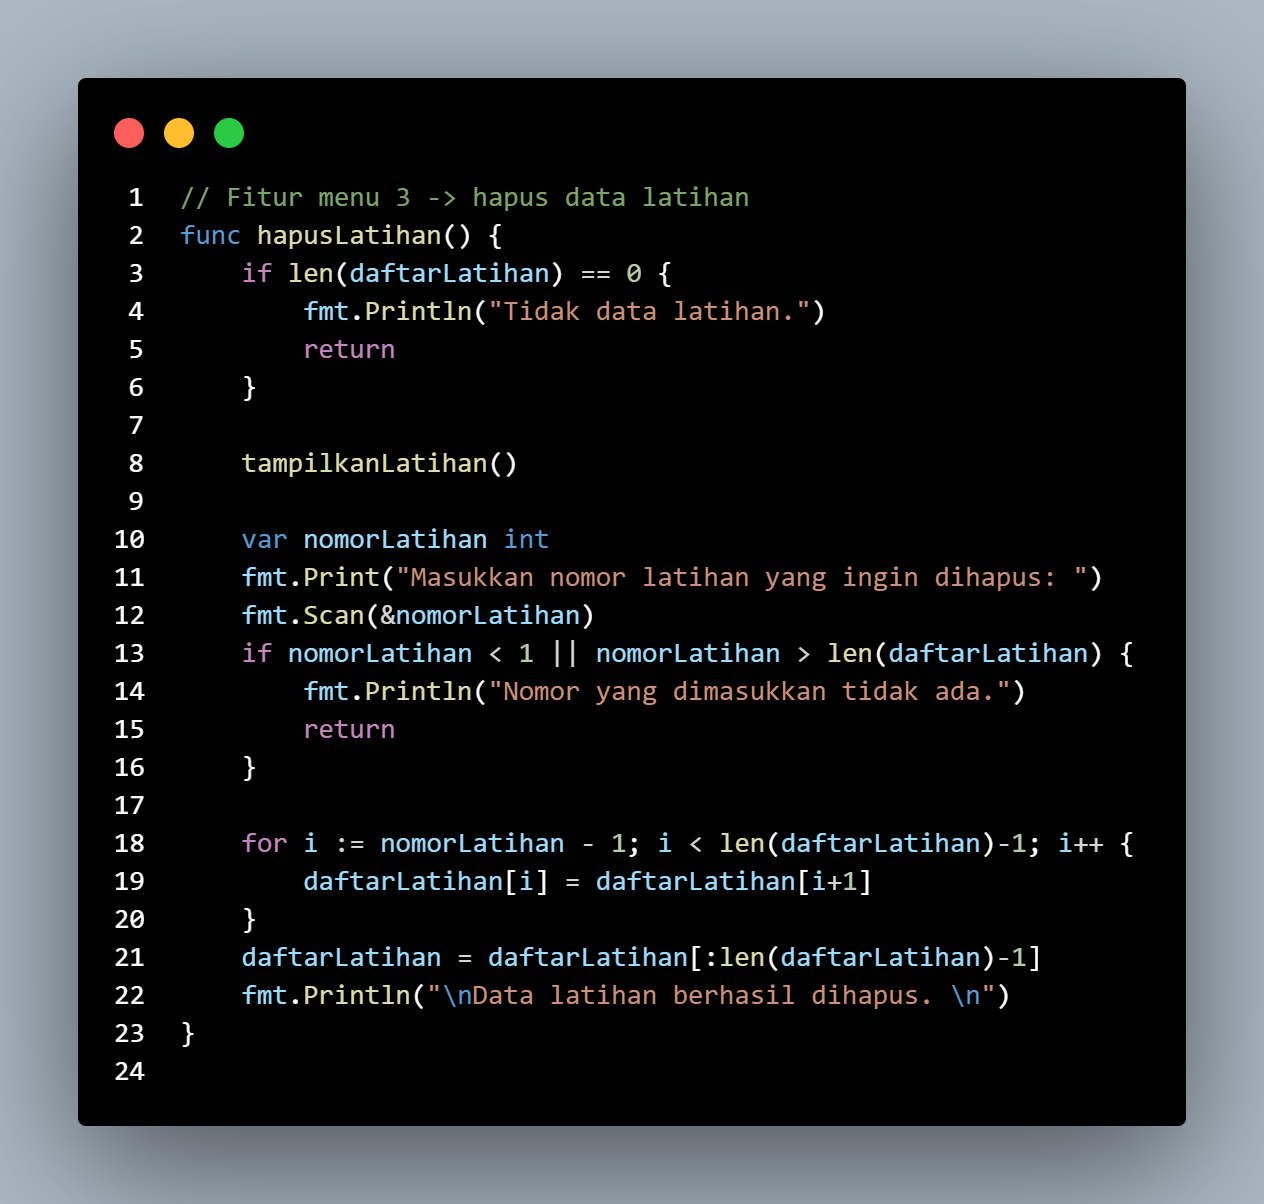 1 // Fitur menu 3 -> hapus data latihan
2 func hapusLatihan() {
3     if len(daftarLatihan) == 0 {
4         fmt.Println("Tidak data latihan.")
5         return
6     }
7
8     tampilkanLatihan()
9
10     var nomorLatihan int
11     fmt.Print("Masukkan nomor latihan yang ingin dihapus: ")
12     fmt.Scan(&nomorLatihan)
13     if nomorLatihan < 1 || nomorLatihan > len(daftarLatihan) {
14         fmt.Println("Nomor yang dimasukkan tidak ada.")
15         return
16     }
17
18     for i := nomorLatihan - 1; i < len(daftarLatihan)-1; i++ {
19         daftarLatihan[i] = daftarLatihan[i+1]
20     }
21     daftarLatihan = daftarLatihan[:len(daftarLatihan)-1]
22     fmt.Println("\nData latihan berhasil dihapus. \n")
23 }
24